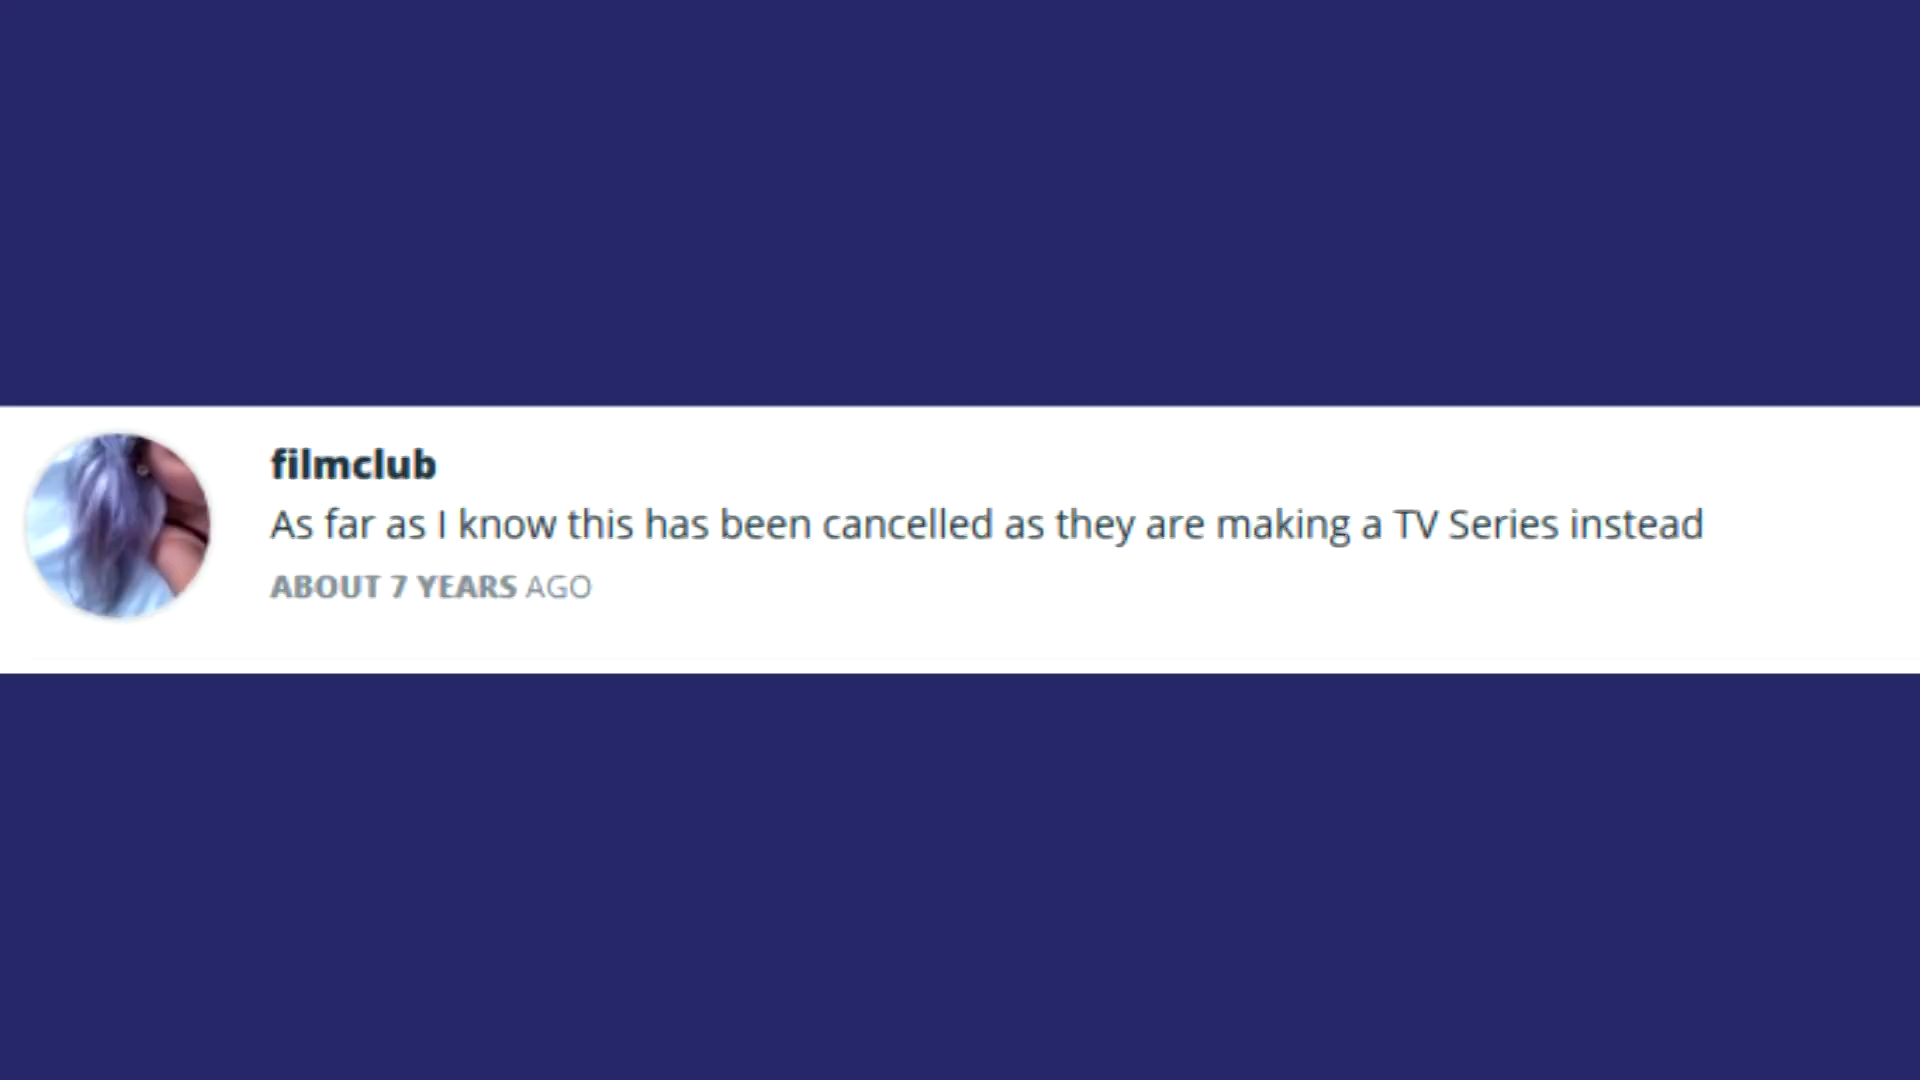 filmclub
As far as I know this has been cancelled as they are making a TV Series instead
ABOUT 7 YEARS AGO